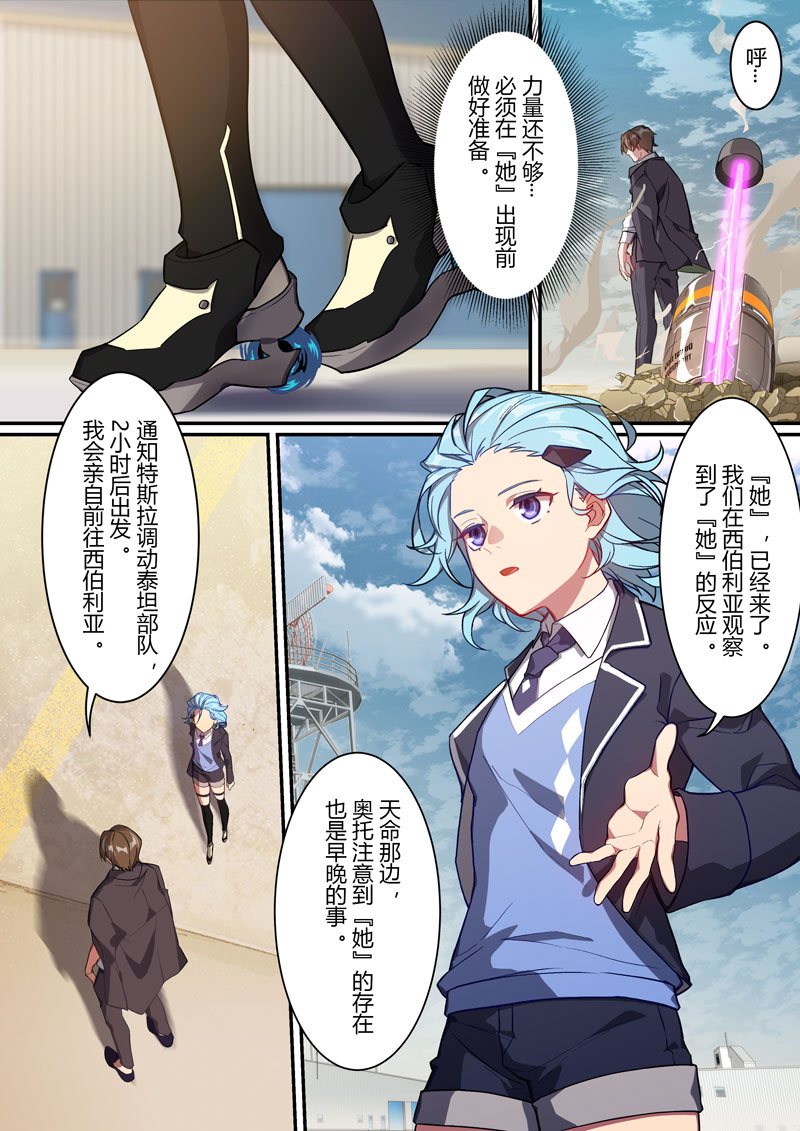 呼…
力量还不够…
必须在『她』出现前
做好准备。
『她』，已经来了。
我们在西伯利亚观察
到了『她』的反应。
天命那边，
奥托注意到『她』的存在
也是早晚的事。
通知特斯拉调动泰坦部队，
2小时后出发。
我会亲自前往西伯利亚。